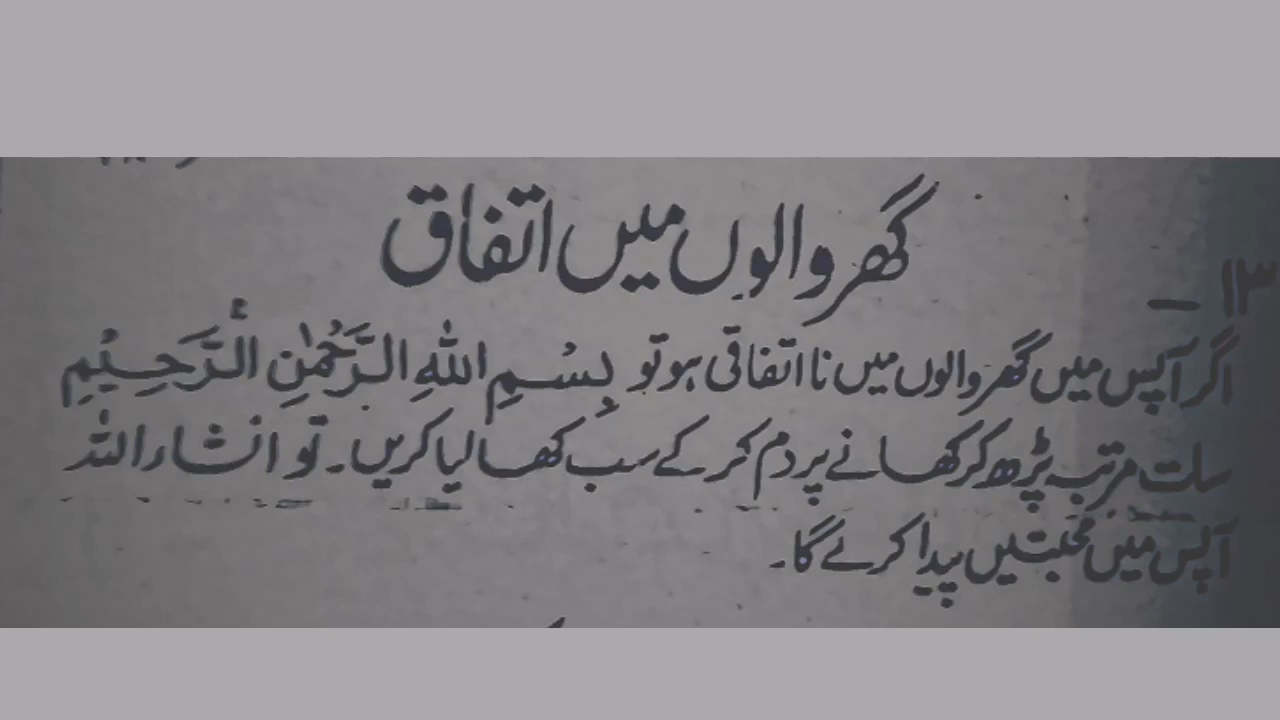 گھر والوں میں اتفاق
۱۳ —
اگر آپس میں گھر والوں میں نا اتفاقی ہو تو بِسْمِ اللهِ الرَّحْمٰنِ الرَّحِيْمِ
سات مرتبہ پڑھ کر کھانے پر دم کر کے سب کھا لیا کریں۔ تو انشاء اللہ
آپس میں محبتیں پیدا کرے گا۔